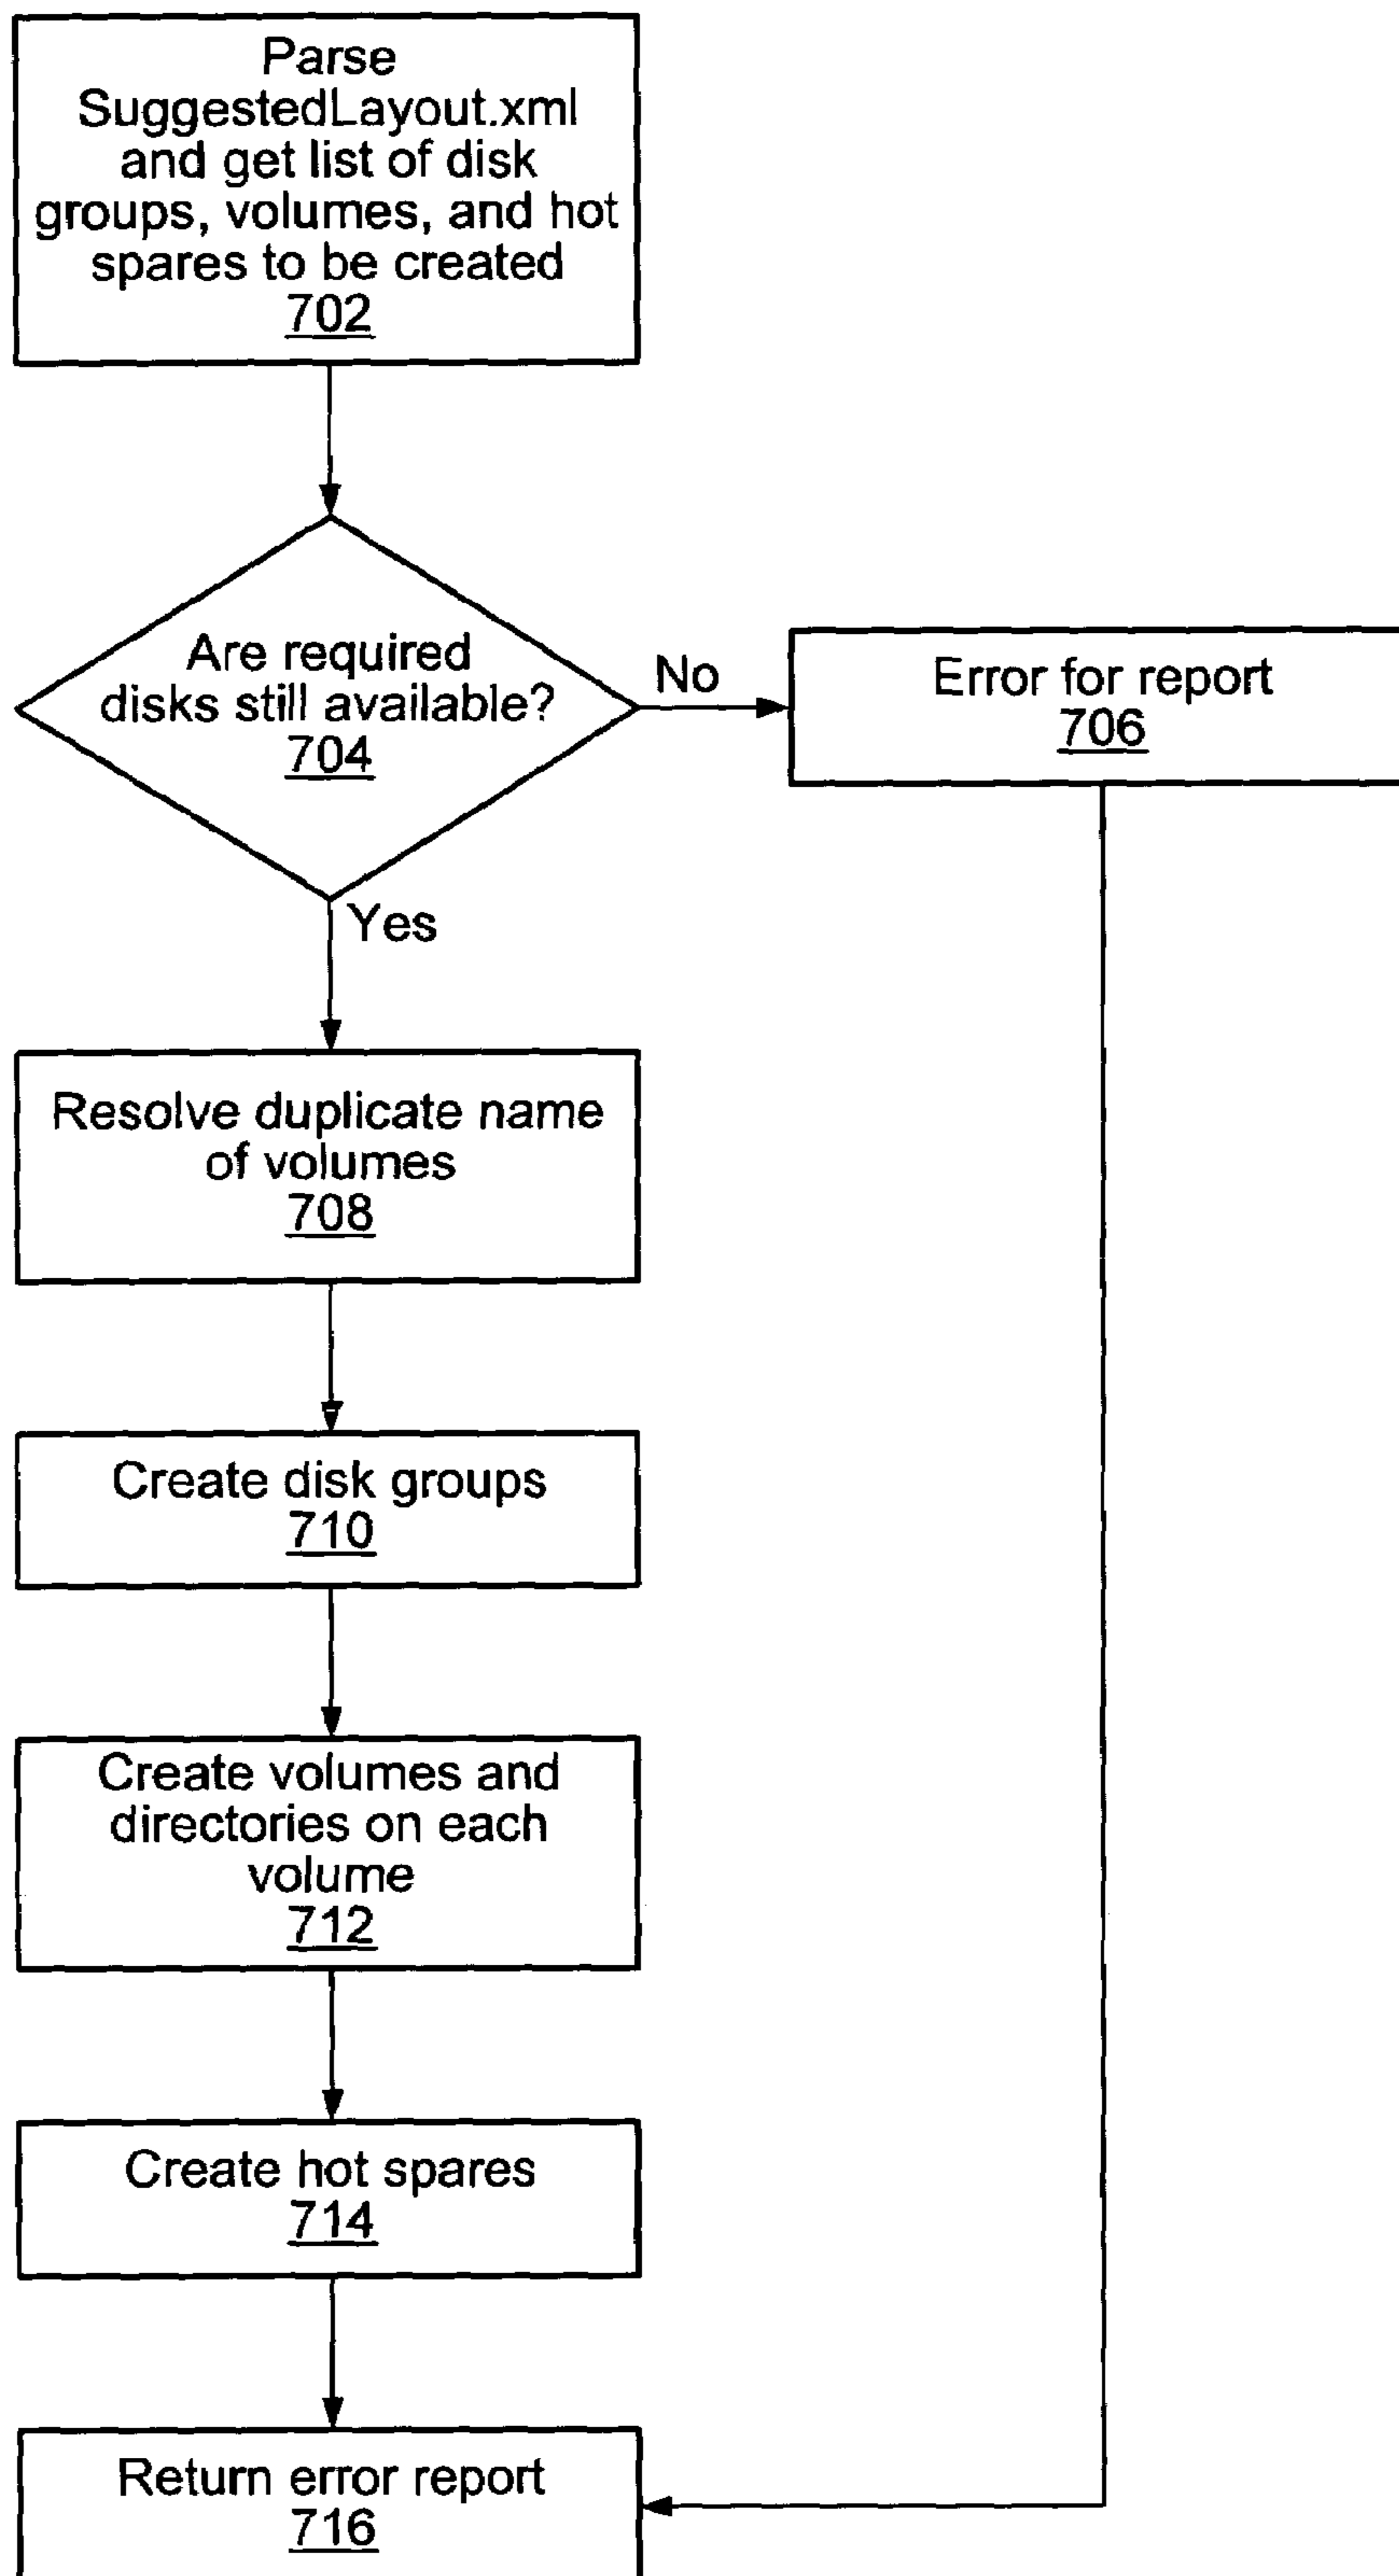 Parse
SuggestedLayout.xml
and get list of disk
groups, volumes, and hot
spares to be created
702
Are required
disks still available?
704
No
Error for report
706
Yes
Resolve duplicate name
of volumes
708
Create disk groups
710
Create volumes and
directories on each
volume
712
Create hot spares
714
Return error report
716